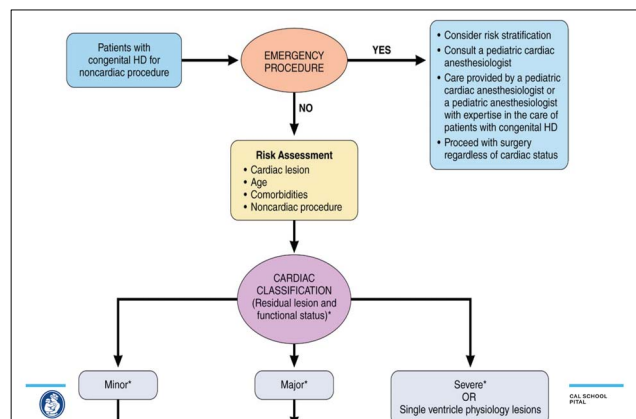 Patients with
congenital HD for
noncardiac procedure
EMERGENCY
PROCEDURE
YES
• Consider risk stratification
• Consult a pediatric cardiac
anesthesiologist
• Care provided by a pediatric
cardiac anesthesiologist or
a pediatric anesthesiologist
with expertise in the care of
patients with congenital HD
• Proceed with surgery
regardless of cardiac status
NO
Risk Assessment
• Cardiac lesion
• Age
• Comorbidities
• Noncardiac procedure
CARDIAC
CLASSIFICATION
(Residual lesion and
functional status)*
Minor*
Major*
Severe*
OR
Single ventricle physiology lesions
CAL SCHOOL
PITAL